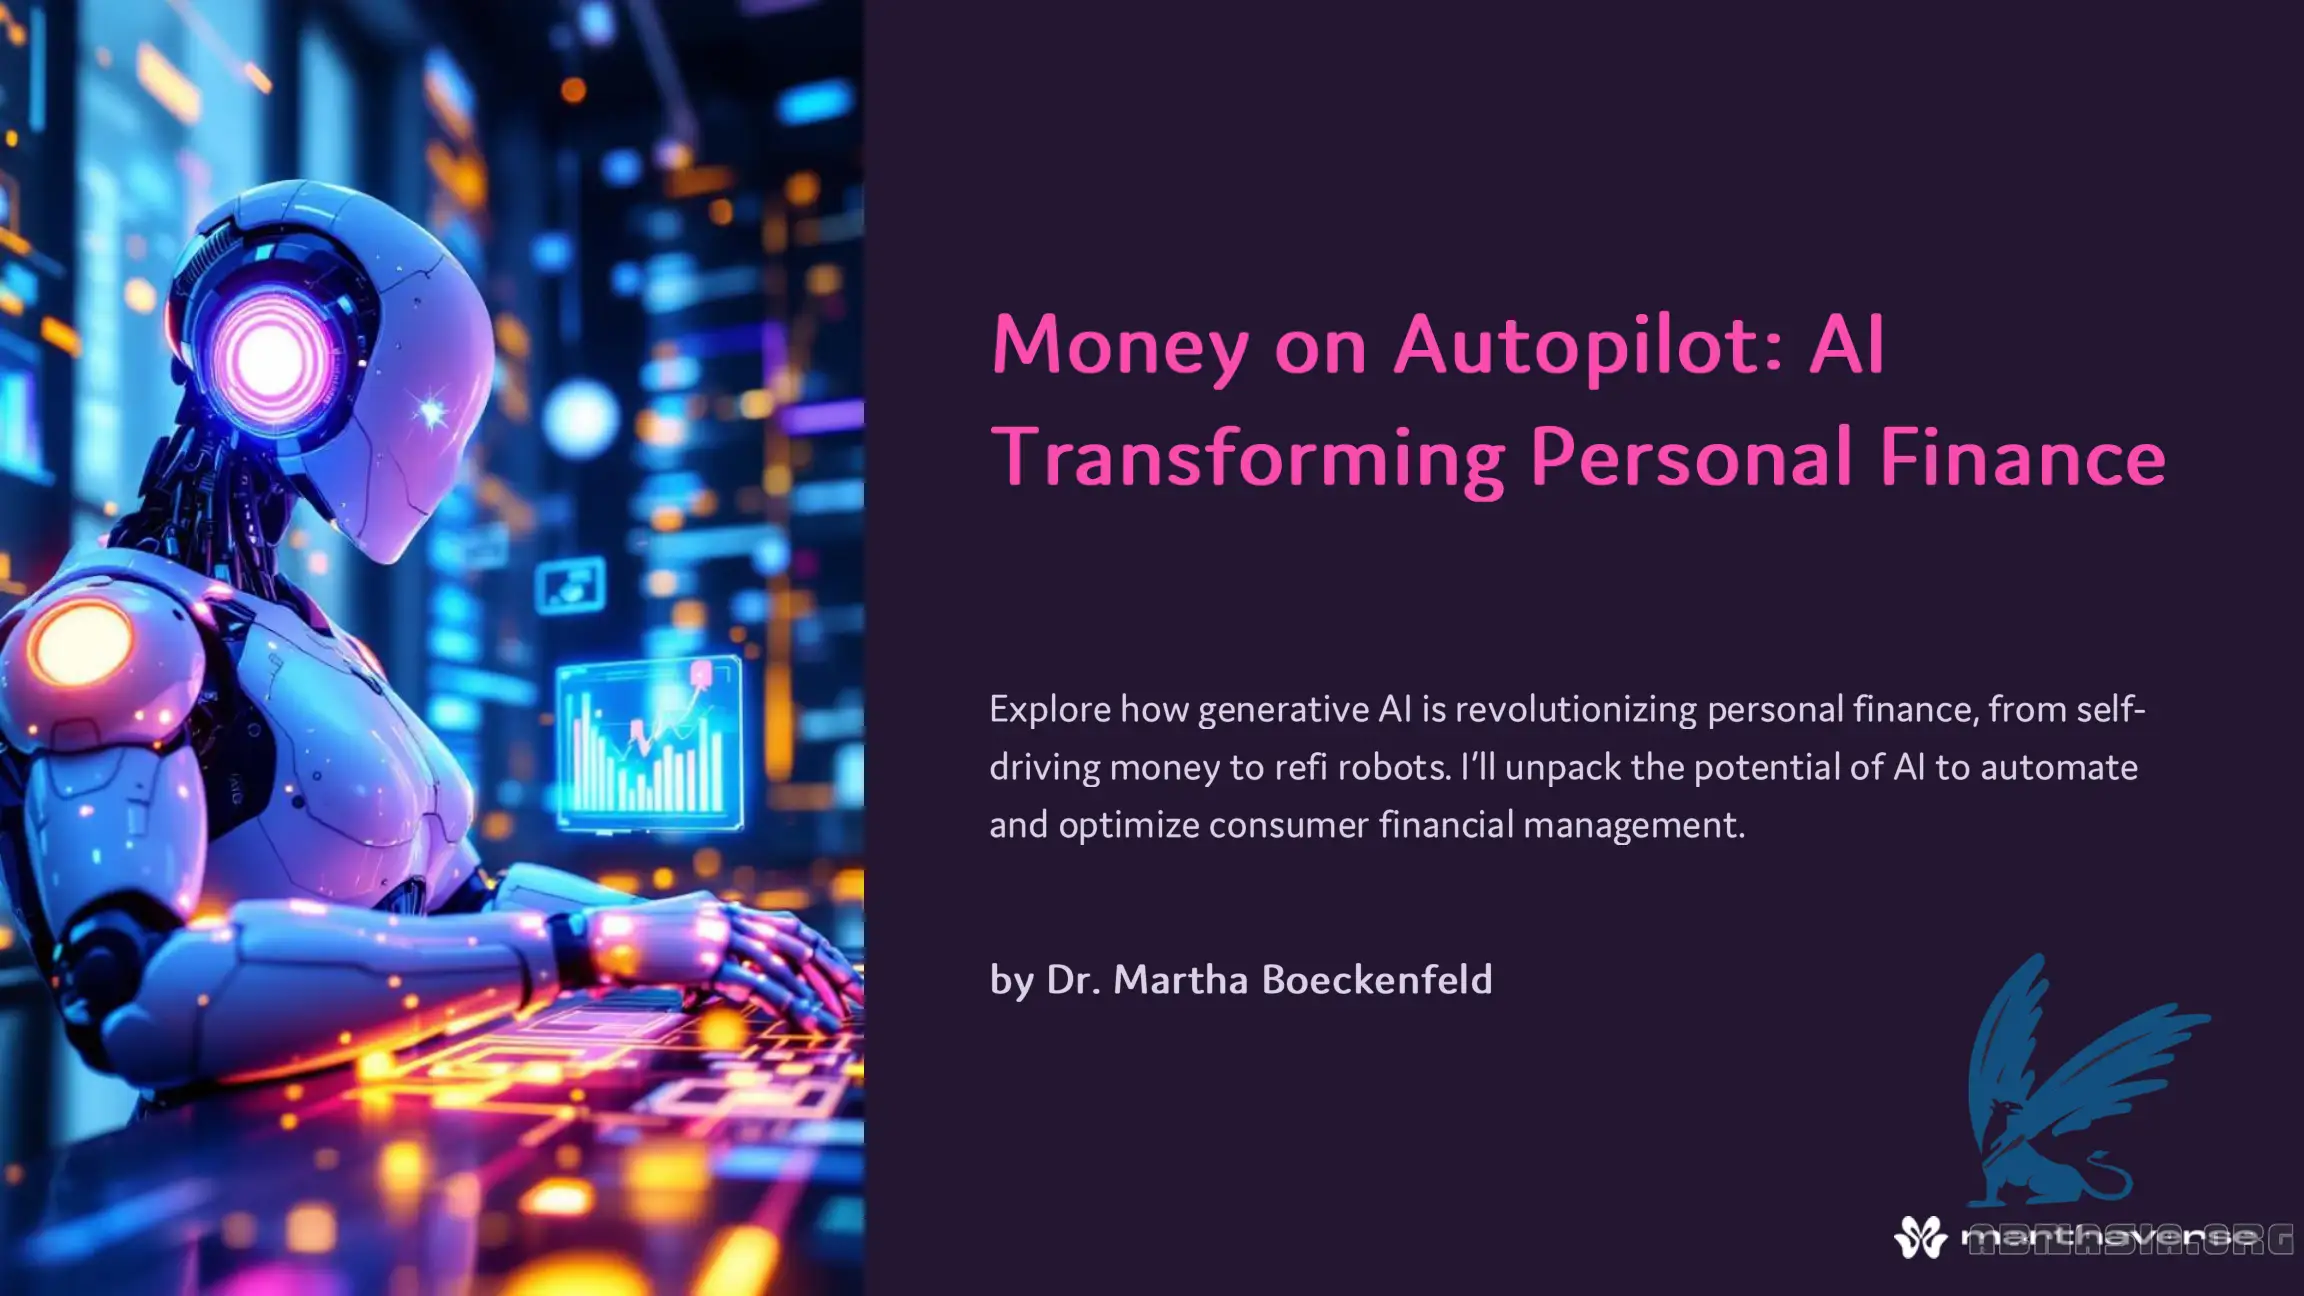 Money on Autopilot: AI
Transforming Personal Finance
Explore how generative AI is revolutionizing personal finance, from self-
driving money to refi robots. I’ll unpack the potential of AI to automate
and optimize consumer financial management.
by Dr. Martha Boeckenfeld